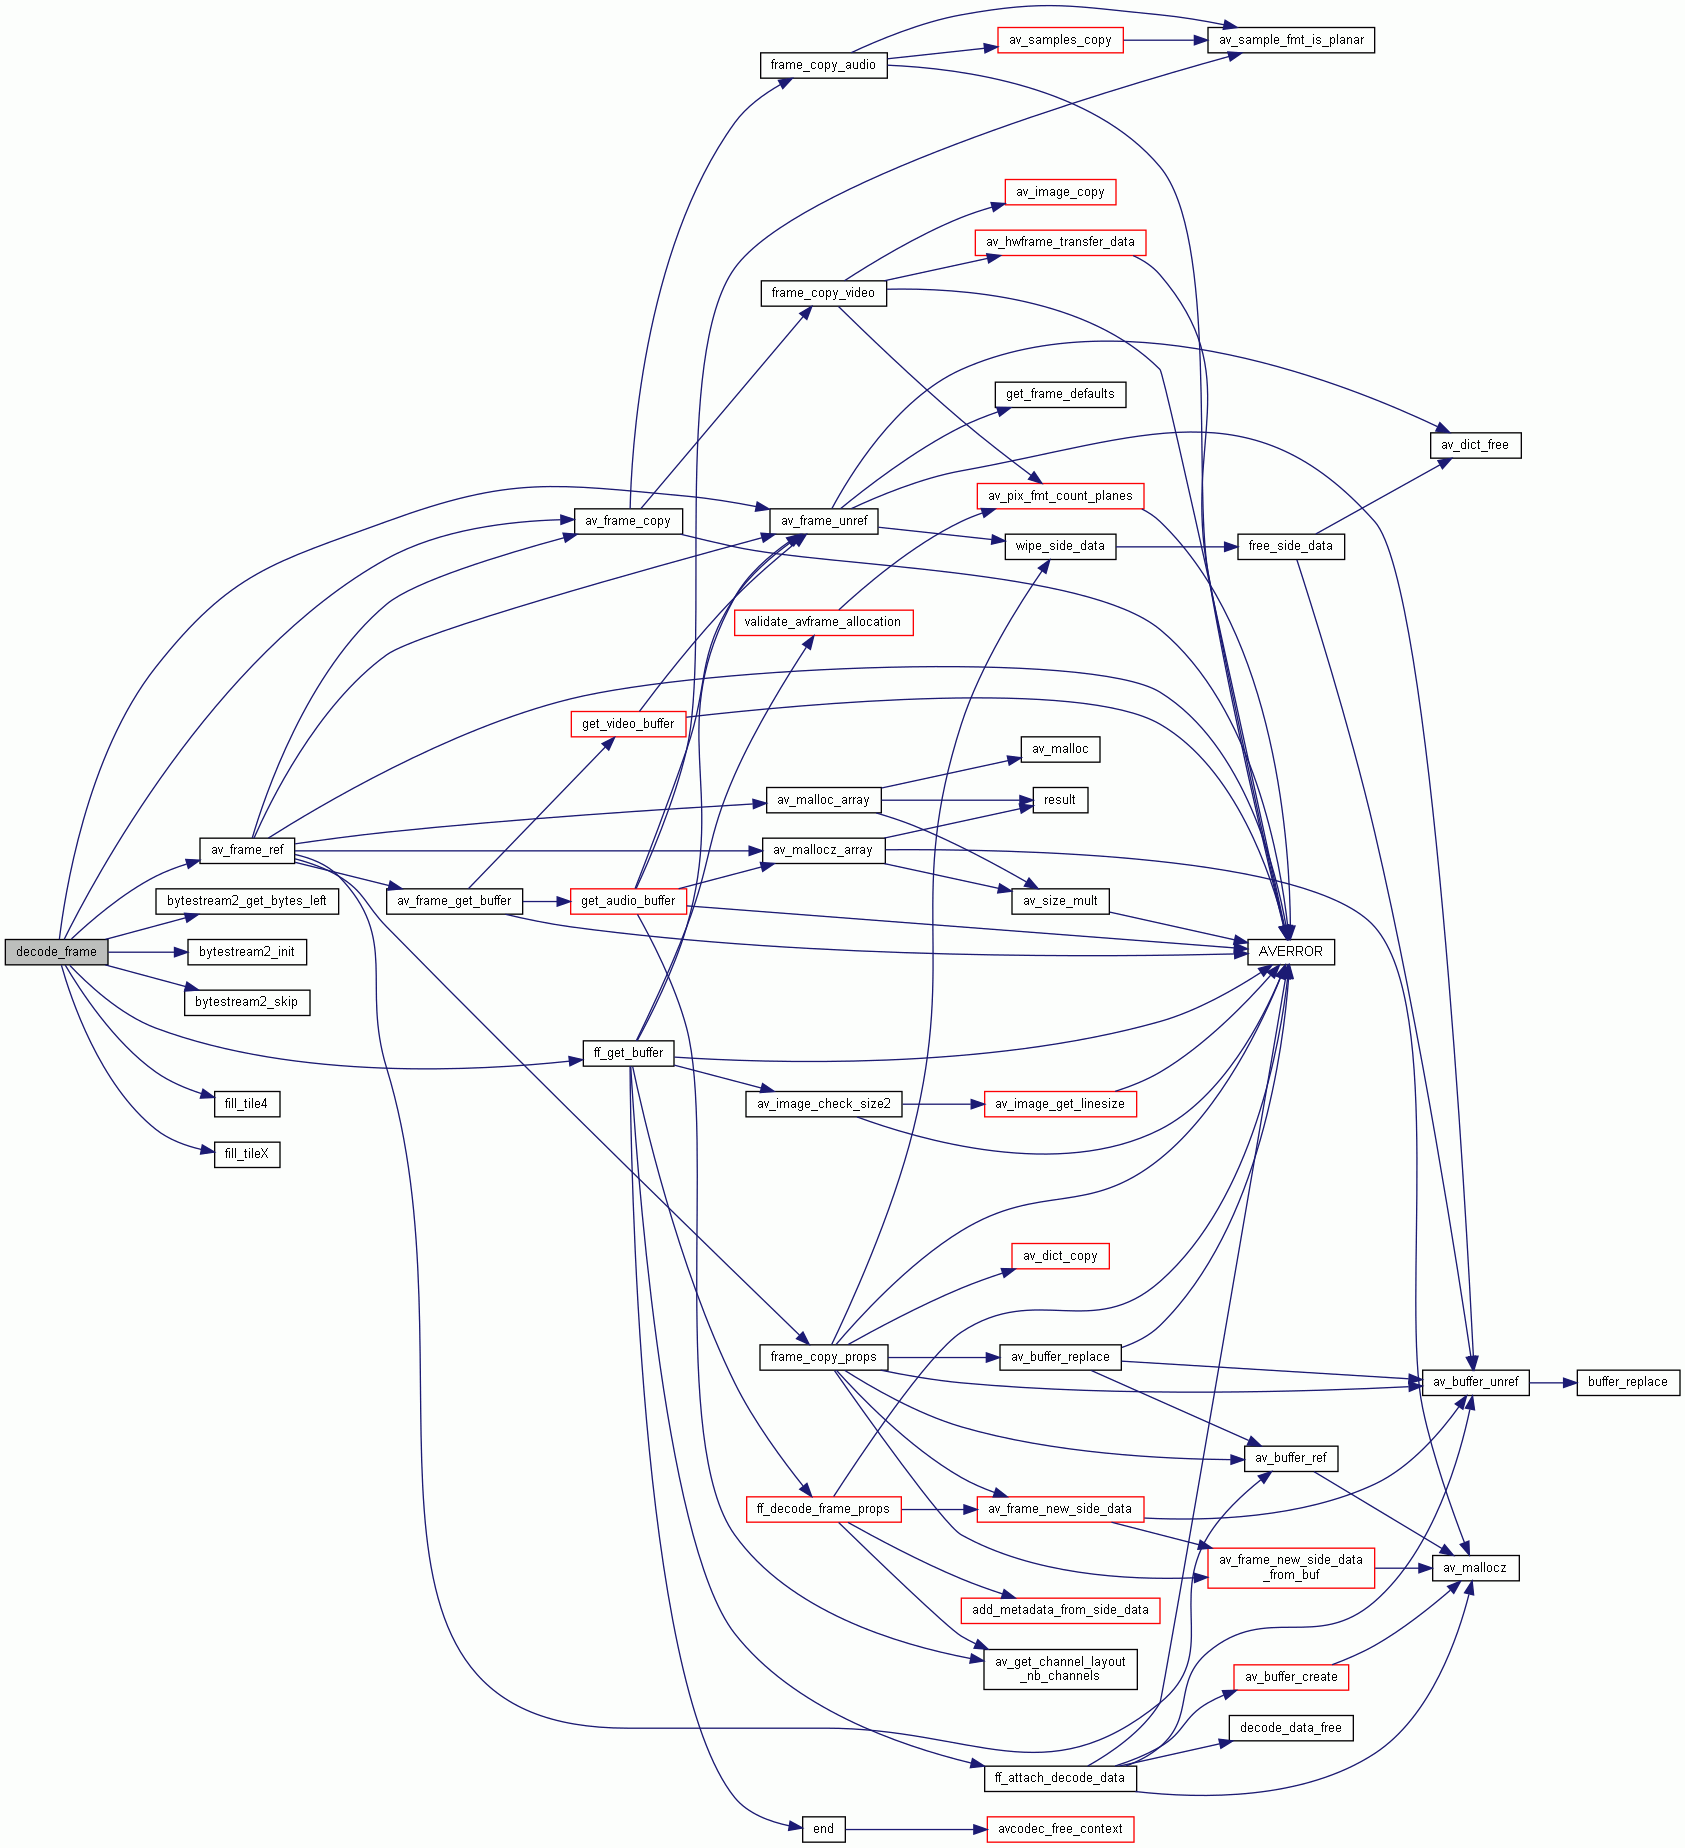 av_sample_fmt_is_planar
av_samples_copy
frame_copy_audio
av_image_copy
av_hwframe_transfer_data
frame_copy_video
get_frame_defaults
av_dict_free
av_pix_fmt_count_planes
av_frame_copy
av_frame_unref
wipe_side_data
free_side_data
validate_avframe_allocation
get_video_buffer
av_malloc
av_malloc_array
result
av_frame_ref
av_mallocz_array
bytestream2_get_bytes_left
av_frame_get_buffer
get_audio_buffer
av_size_mult
decode_frame
bytestream2_init
AVERROR
bytestream2_skip
ff_get_buffer
fill_tile4
av_image_check_size2
av_image_get_linesize
fill_tileX
av_dict_copy
frame_copy_props
av_buffer_replace
av_buffer_unref
buffer_replace
av_buffer_ref
ff_decode_frame_props
av_frame_new_side_data
av_frame_new_side_data
_from_buf
av_mallocz
add_metadata_from_side_data
av_get_channel_layout
_nb_channels
av_buffer_create
decode_data_free
ff_attach_decode_data
end
avcodec_free_context